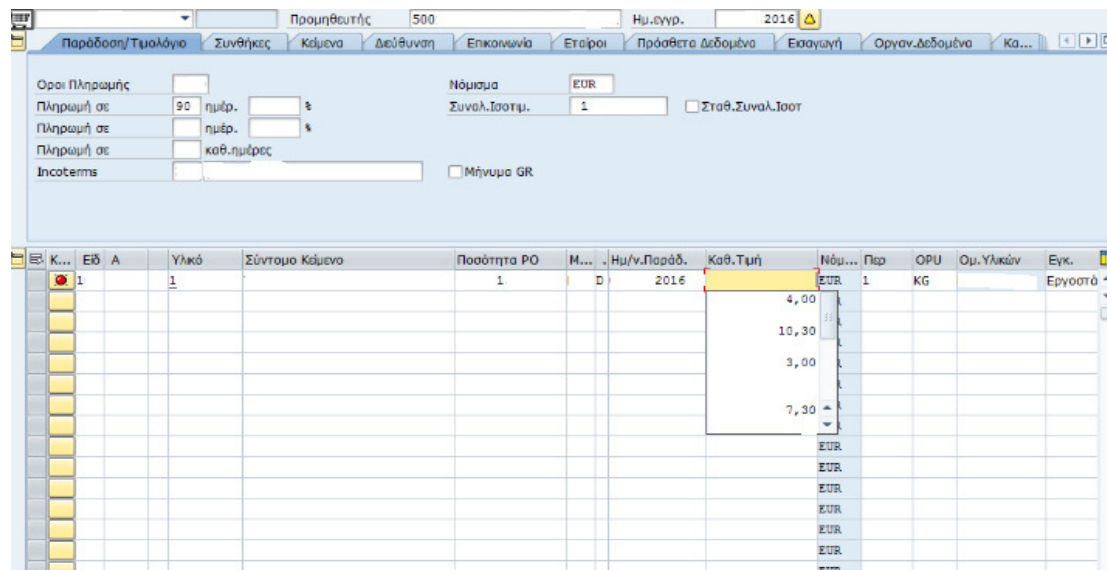 Προμηθευτής 500 Ημ.εγγρ. 2016
Παράδοση/Τιμολόγιο Συνθήκες Κείμενα Διεύθυνση Επικοινωνία Εταίροι Πρόσθετα Δεδομένα Εισαγωγή Οργαν.Δεδομένα Κα...
Οροι Πληρωμής Νόμισμα EUR
Πληρωμή σε 90 ημέρ. % Συναλ.Ισοτιμ. 1 Σταθ.Συναλ.Ισοτ
Πληρωμή σε ημέρ. %
Πληρωμή σε καθ.ημέρες
Incoterms Μήνυμα GR
Κ... Είδ Α Υλικό Σύντομο Κείμενο Ποσότητα PO Μ... . Ημ/ν.Παράδ. Καθ.Τιμή Νόμ... Περ OPU Ομ.Υλικών Εγκ.
1 1 1 D 2016 EUR 1 KG Εργοστά
4,00
10,30
3,00
7,30
EUR
EUR
EUR
EUR
EUR
EUR